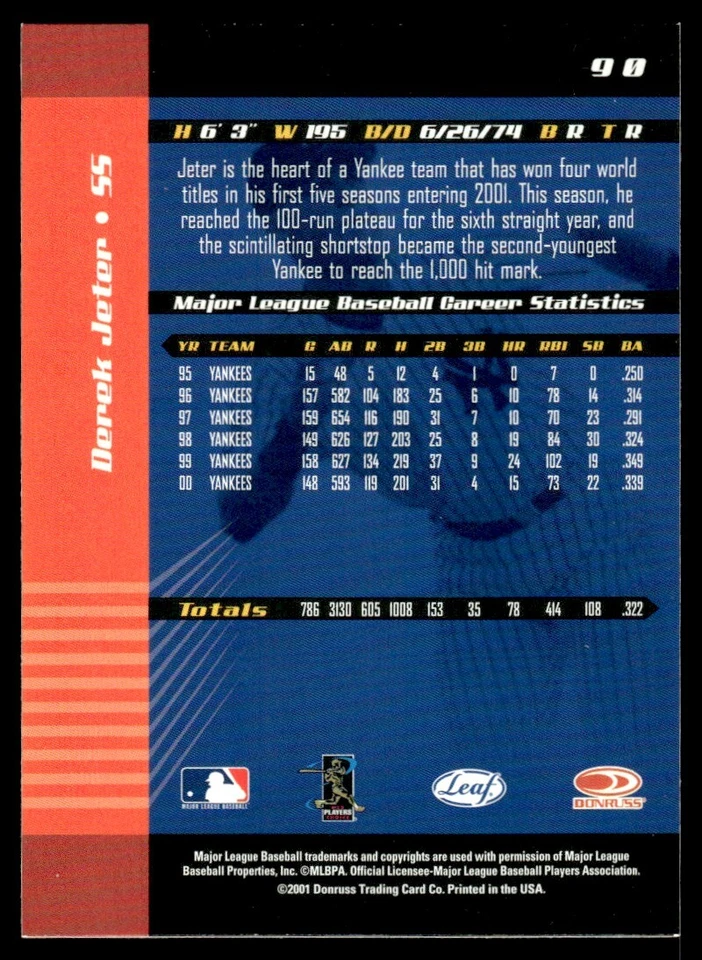 90
Derek Jeter • SS
H 6' 3" W 195 B/D 6/26/74 B R T R
Jeter is the heart of a Yankee team that has won four world
titles in his first five seasons entering 2001. This season, he
reached the 100-run plateau for the sixth straight year, and
the scintillating shortstop became the second-youngest
Yankee to reach the 1,000 hit mark.
Major League Baseball Career Statistics
YR TEAM G AB R H 2B 3B HR RBI SB BA
95 YANKEES 15 48 5 12 4 1 0 7 0 .250
96 YANKEES 157 582 104 183 25 6 10 78 14 .314
97 YANKEES 159 654 116 190 31 7 10 70 23 .291
98 YANKEES 149 626 127 203 25 8 19 84 30 .324
99 YANKEES 158 627 134 219 37 9 24 102 19 .349
00 YANKEES 148 593 119 201 31 4 15 73 22 .339
Totals 786 3130 605 1008 153 35 78 414 108 .322
MAJOR LEAGUE BASEBALL
PLAYERS
CHOICE
Leaf
DONRUSS
Major League Baseball trademarks and copyrights are used with permission of Major League
Baseball Properties, Inc. ©MLBPA. Official Licensee-Major League Baseball Players Association.
©2001 Donruss Trading Card Co. Printed in the USA.